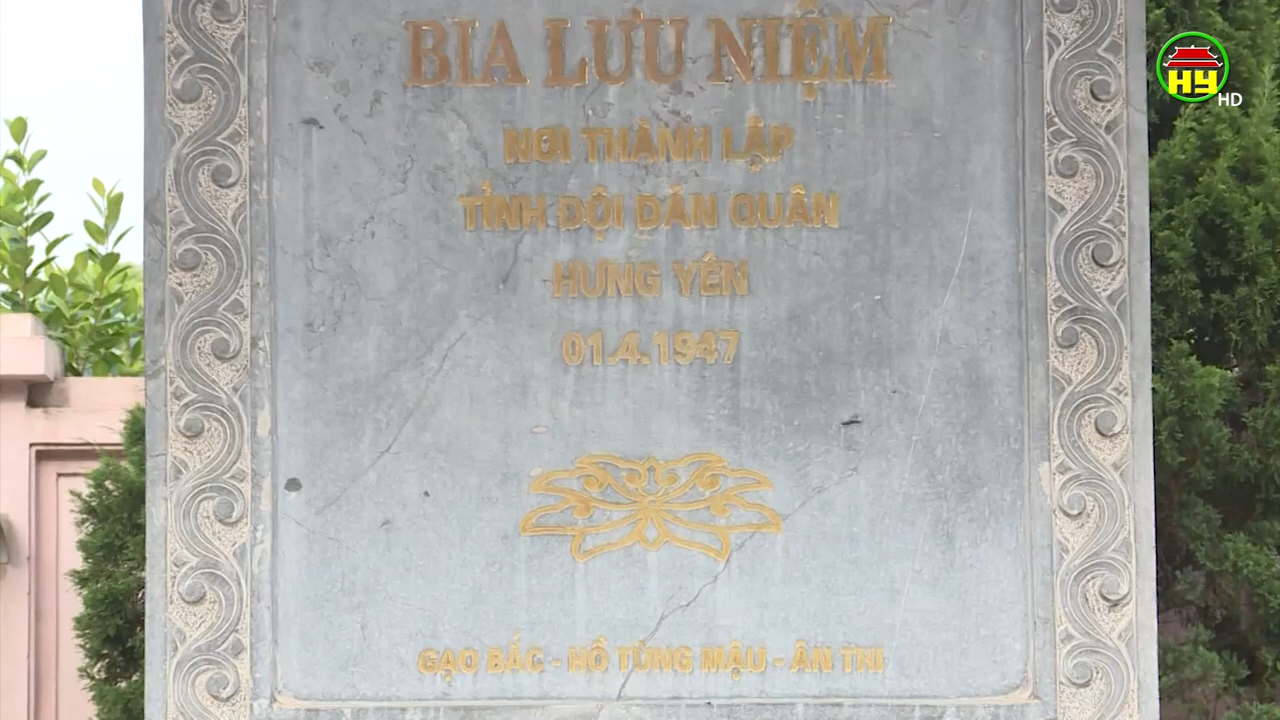 BIA LƯU NIỆM
NƠI THÀNH LẬP
TỈNH ĐỘI DÂN QUÂN
HƯNG YÊN
01.4.1947
GẠO BẮC - HỒ TÙNG MẬU - ÂN THI
HY
HD